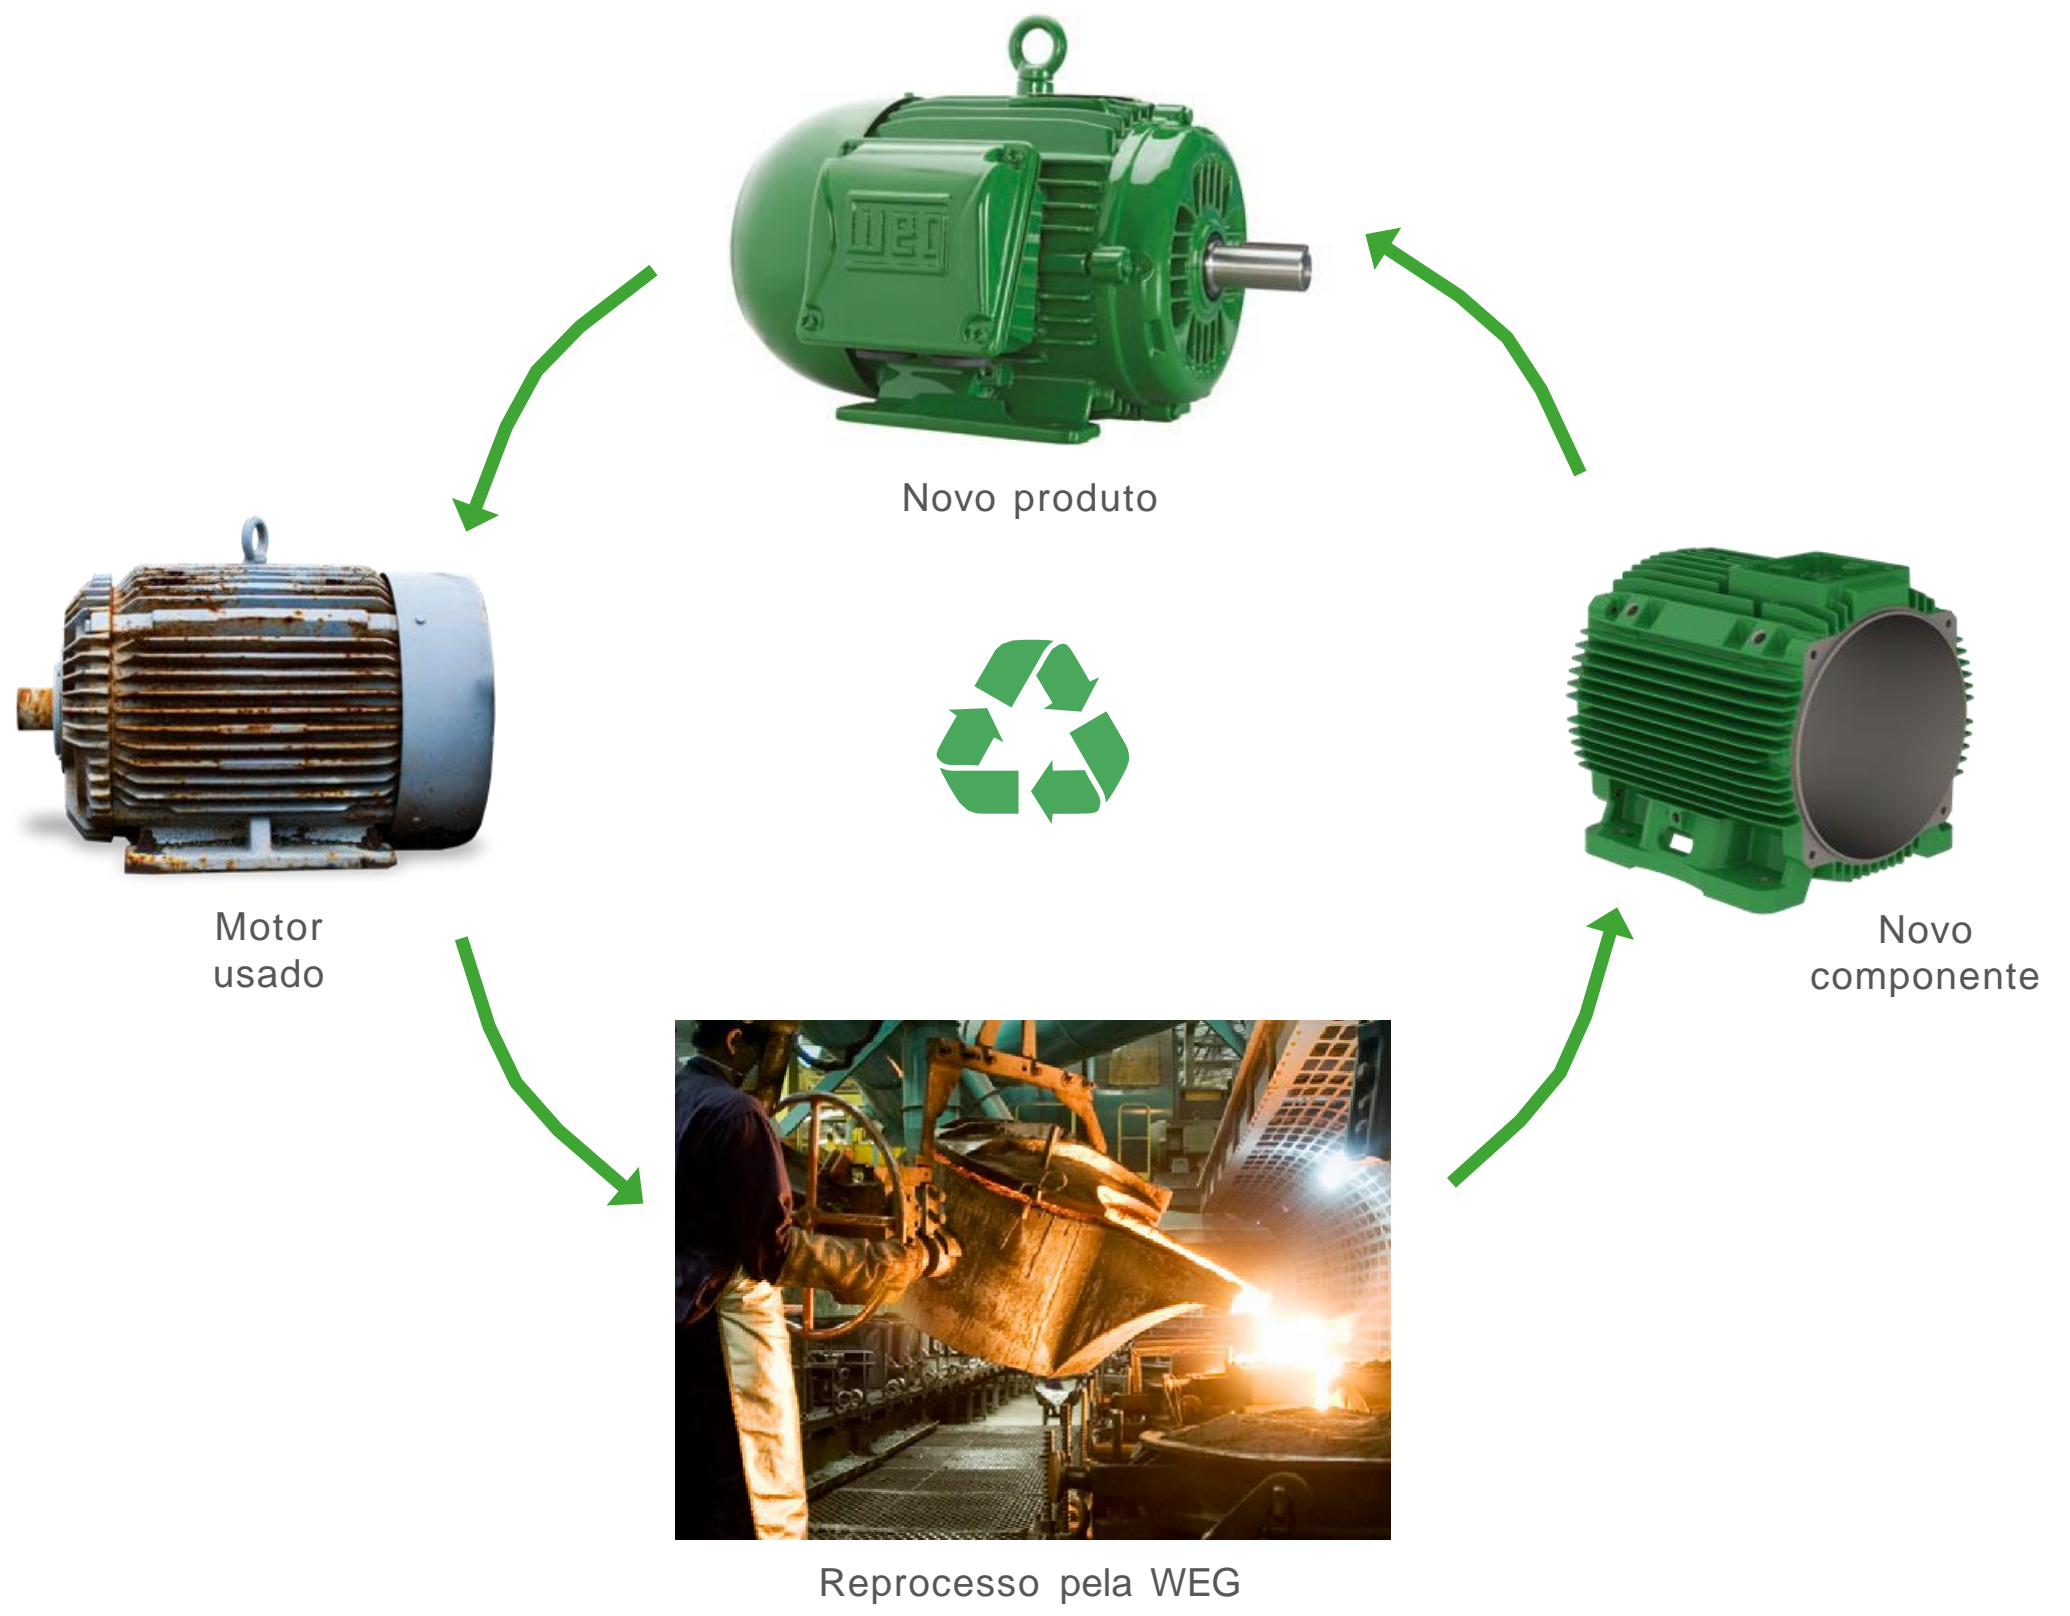 weg
Novo produto
Motor
usado
Novo
componente
Reprocesso pela WEG